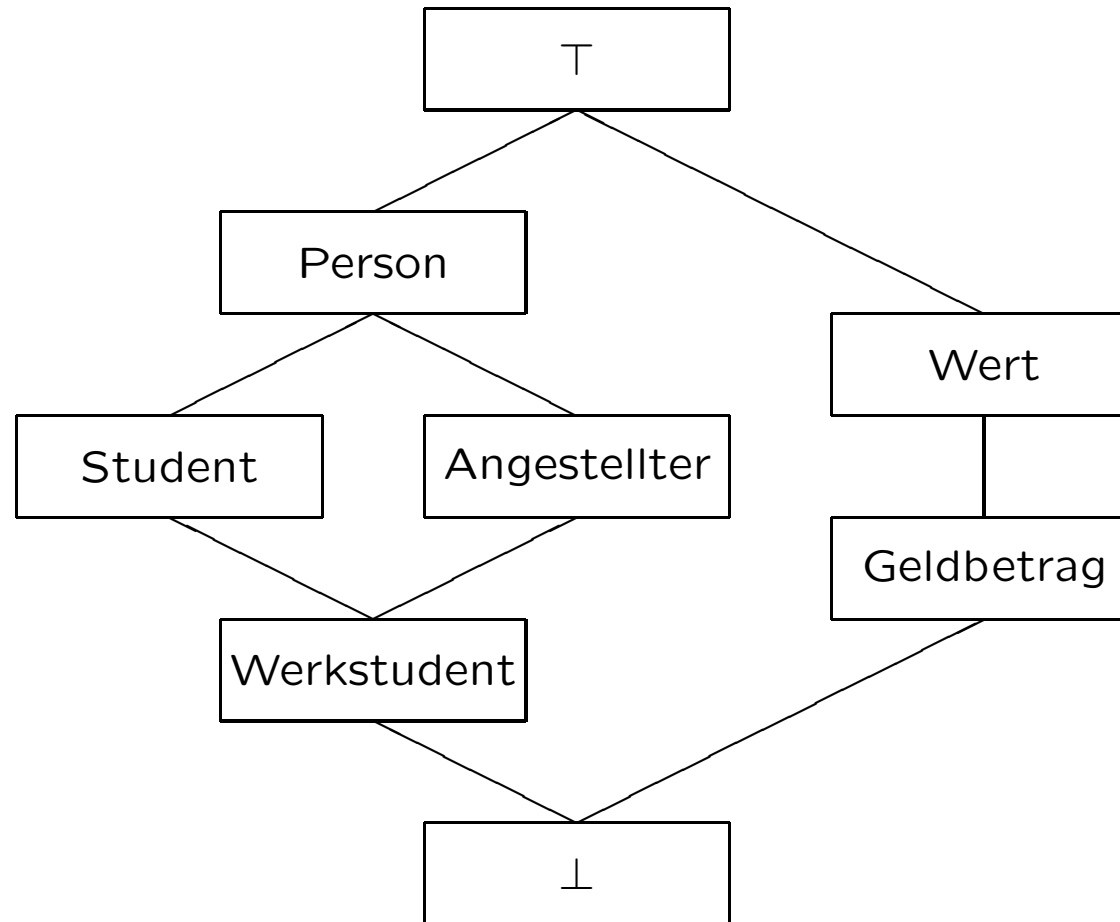 ⊤
Person
Wert
Student
Angestellter
Geldbetrag
Werkstudent
⊥